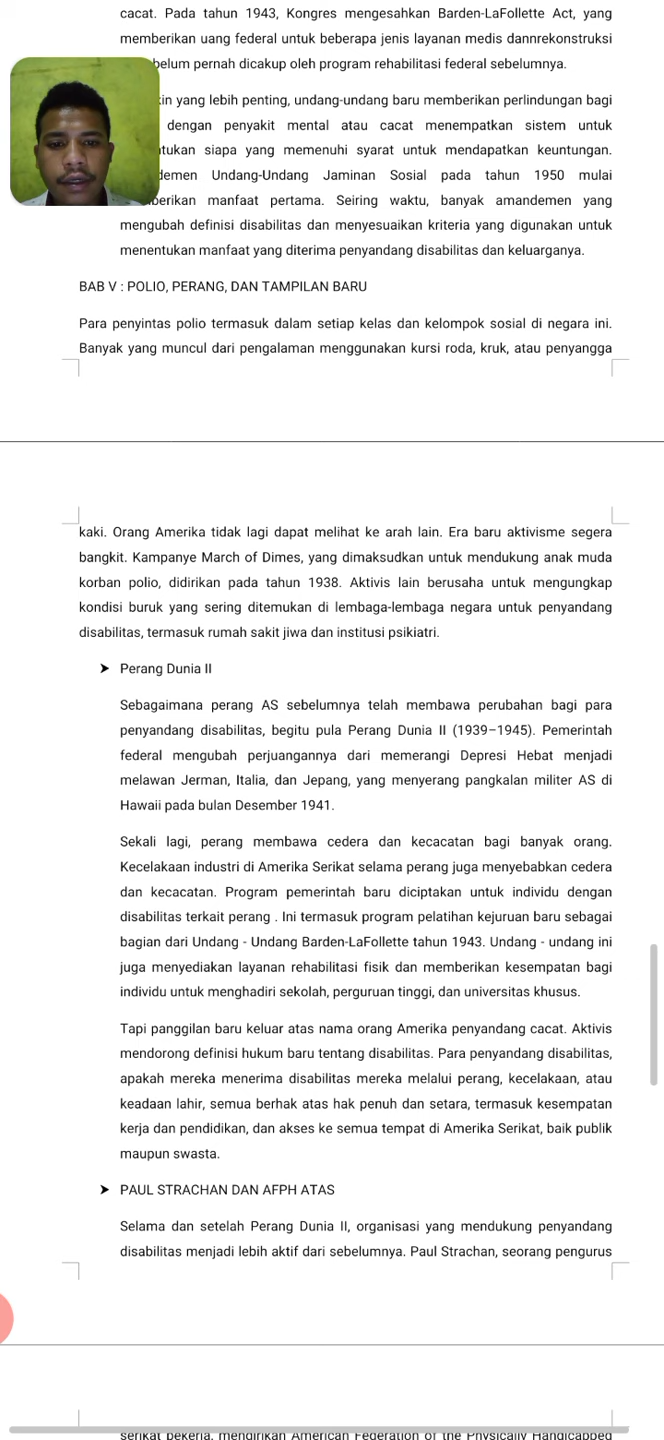 cacat. Pada tahun 1943, Kongres mengesahkan Barden-LaFollette Act, yang
memberikan uang federal untuk beberapa jenis layanan medis dannrekonstruksi
belum pernah dicakup oleh program rehabilitasi federal sebelumnya.
yang lebih penting, undang-undang baru memberikan perlindungan bagi
dengan penyakit mental atau cacat menempatkan sistem untuk
siapa yang memenuhi syarat untuk mendapatkan keuntungan.
Undang-Undang Jaminan Sosial pada tahun 1950 mulai
manfaat pertama. Seiring waktu, banyak amandemen yang
mengubah definisi disabilitas dan menyesuaikan kriteria yang digunakan untuk
menentukan manfaat yang diterima penyandang disabilitas dan keluarganya.
BAB V : POLIO, PERANG, DAN TAMPILAN BARU
Para penyintas polio termasuk dalam setiap kelas dan kelompok sosial di negara ini.
Banyak yang muncul dari pengalaman menggunakan kursi roda, kruk, atau penyangga
kaki. Orang Amerika tidak lagi dapat melihat ke arah lain. Era baru aktivisme segera
bangkit. Kampanye March of Dimes, yang dimaksudkan untuk mendukung anak muda
korban polio, didirikan pada tahun 1938. Aktivis lain berusaha untuk mengungkap
kondisi buruk yang sering ditemukan di lembaga-lembaga negara untuk penyandang
disabilitas, termasuk rumah sakit jiwa dan institusi psikiatri.
➤ Perang Dunia II
Sebagaimana perang AS sebelumnya telah membawa perubahan bagi para
penyandang disabilitas, begitu pula Perang Dunia II (1939–1945). Pemerintah
federal mengubah perjuangannya dari memerangi Depresi Hebat menjadi
melawan Jerman, Italia, dan Jepang, yang menyerang pangkalan militer AS di
Hawaii pada bulan Desember 1941.
Sekali lagi, perang membawa cedera dan kecacatan bagi banyak orang.
Kecelakaan industri di Amerika Serikat selama perang juga menyebabkan cedera
dan kecacatan. Program pemerintah baru diciptakan untuk individu dengan
disabilitas terkait perang . Ini termasuk program pelatihan kejuruan baru sebagai
bagian dari Undang - Undang Barden-LaFollette tahun 1943. Undang - undang ini
juga menyediakan layanan rehabilitasi fisik dan memberikan kesempatan bagi
individu untuk menghadiri sekolah, perguruan tinggi, dan universitas khusus.
Tapi panggilan baru keluar atas nama orang Amerika penyandang cacat. Aktivis
mendorong definisi hukum baru tentang disabilitas. Para penyandang disabilitas,
apakah mereka menerima disabilitas mereka melalui perang, kecelakaan, atau
keadaan lahir, semua berhak atas hak penuh dan setara, termasuk kesempatan
kerja dan pendidikan, dan akses ke semua tempat di Amerika Serikat, baik publik
maupun swasta.
➤ PAUL STRACHAN DAN AFPH ATAS
Selama dan setelah Perang Dunia II, organisasi yang mendukung penyandang
disabilitas menjadi lebih aktif dari sebelumnya. Paul Strachan, seorang pengurus
serikat pekerja, mendirikan American Federation of the Physically Handicapped